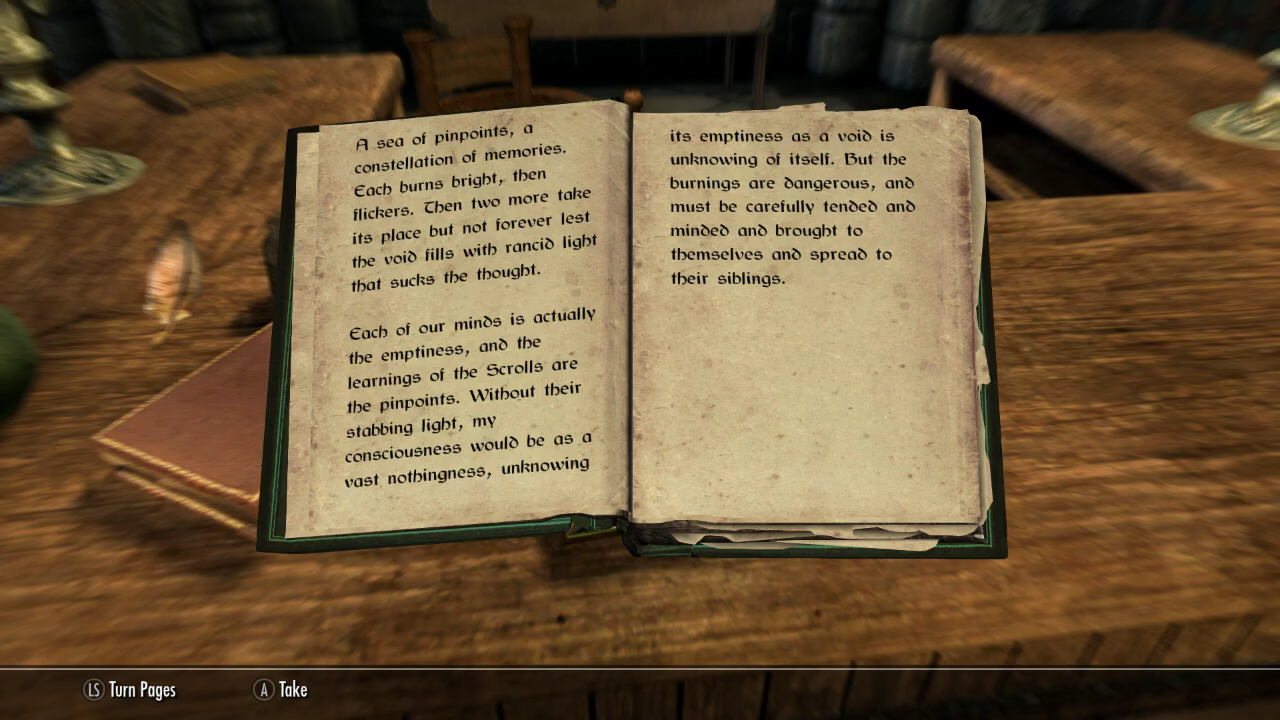 A sea of pinpoints, a
constellation of memories.
Each burns bright, then
flickers. Then two more take
its place but not forever lest
the void fills with rancid light
that sucks the thought.
Each of our minds is actually
the emptiness, and the
learnings of the Scrolls are
the pinpoints. Without their
stabbing light, my
consciousness would be as a
vast nothingness, unknowing
its emptiness as a void is
unknowing of itself. But the
burnings are dangerous, and
must be carefully tended and
minded and brought to
themselves and spread to
their siblings.
LS Turn Pages
A Take